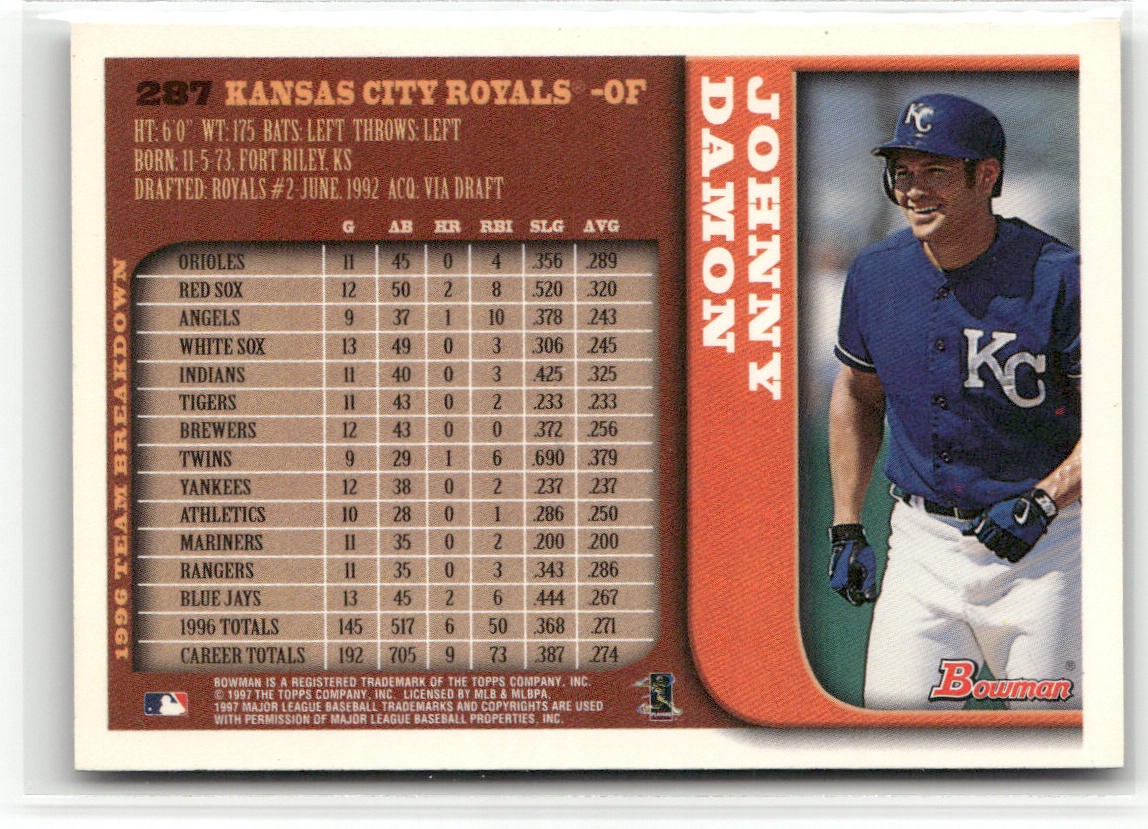 287 KANSAS CITY ROYALS® -OF
HT: 6'0" WT: 175 BATS: LEFT THROWS: LEFT
BORN: 11-5-73, FORT RILEY, KS
DRAFTED: ROYALS #2-JUNE, 1992 ACQ: VIA DRAFT
G AB HR RBI SLG AVG
ORIOLES 11 45 0 4 .356 .289
RED SOX 12 50 2 8 .520 .320
ANGELS 9 37 1 10 .378 .243
WHITE SOX 13 49 0 3 .306 .245
INDIANS 11 40 0 3 .425 .325
TIGERS 11 43 0 2 .233 .233
BREWERS 12 43 0 0 .372 .256
TWINS 9 29 1 6 .690 .379
YANKEES 12 38 0 2 .237 .237
ATHLETICS 10 28 0 1 .286 .250
MARINERS 11 35 0 2 .200 .200
RANGERS 11 35 0 3 .343 .286
BLUE JAYS 13 45 2 6 .444 .267
1996 TOTALS 145 517 6 50 .368 .271
CAREER TOTALS 192 705 9 73 .387 .274
1996 TEAM BREAKDOWN
BOWMAN IS A REGISTERED TRADEMARK OF THE TOPPS COMPANY, INC.
© 1997 THE TOPPS COMPANY, INC. LICENSED BY MLB & MLBPA.
1997 MAJOR LEAGUE BASEBALL TRADEMARKS AND COPYRIGHTS ARE USED
WITH PERMISSION OF MAJOR LEAGUE BASEBALL PROPERTIES, INC.
JOHNNY
DAMON
KC
KC
Bowman®